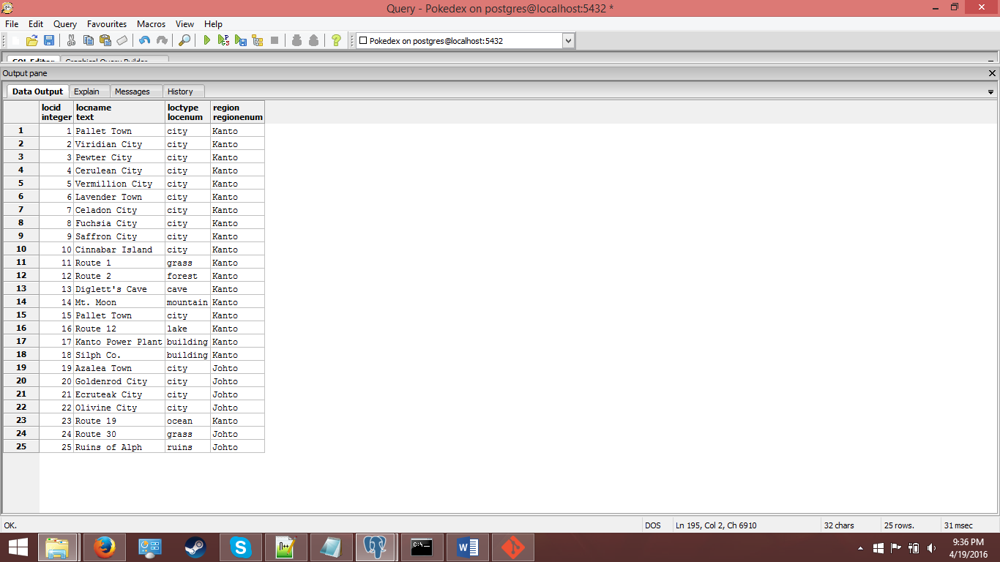 Query - Pokedex on postgres@localhost:5432 *
File Edit Query Favourites Macros View Help
Pokedex on postgres@localhost:5432
SQL Editor Graphical Query Builder
Output pane
Data Output Explain Messages History
locid locname loctype region
integer text locenum regionenum
1 1 Pallet Town city Kanto
2 2 Viridian City city Kanto
3 3 Pewter City city Kanto
4 4 Cerulean City city Kanto
5 5 Vermillion City city Kanto
6 6 Lavender Town city Kanto
7 7 Celadon City city Kanto
8 8 Fuchsia City city Kanto
9 9 Saffron City city Kanto
10 10 Cinnabar Island city Kanto
11 11 Route 1 grass Kanto
12 12 Route 2 forest Kanto
13 13 Diglett's Cave cave Kanto
14 14 Mt. Moon mountain Kanto
15 15 Pallet Town city Kanto
16 16 Route 12 lake Kanto
17 17 Kanto Power Plant building Kanto
18 18 Silph Co. building Kanto
19 19 Azalea Town city Johto
20 20 Goldenrod City city Johto
21 21 Ecruteak City city Johto
22 22 Olivine City city Johto
23 23 Route 19 ocean Kanto
24 24 Route 30 grass Johto
25 25 Ruins of Alph ruins Johto
OK. DOS Ln 195, Col 2, Ch 6910 32 chars 25 rows. 31 msec
9:36 PM
4/19/2016